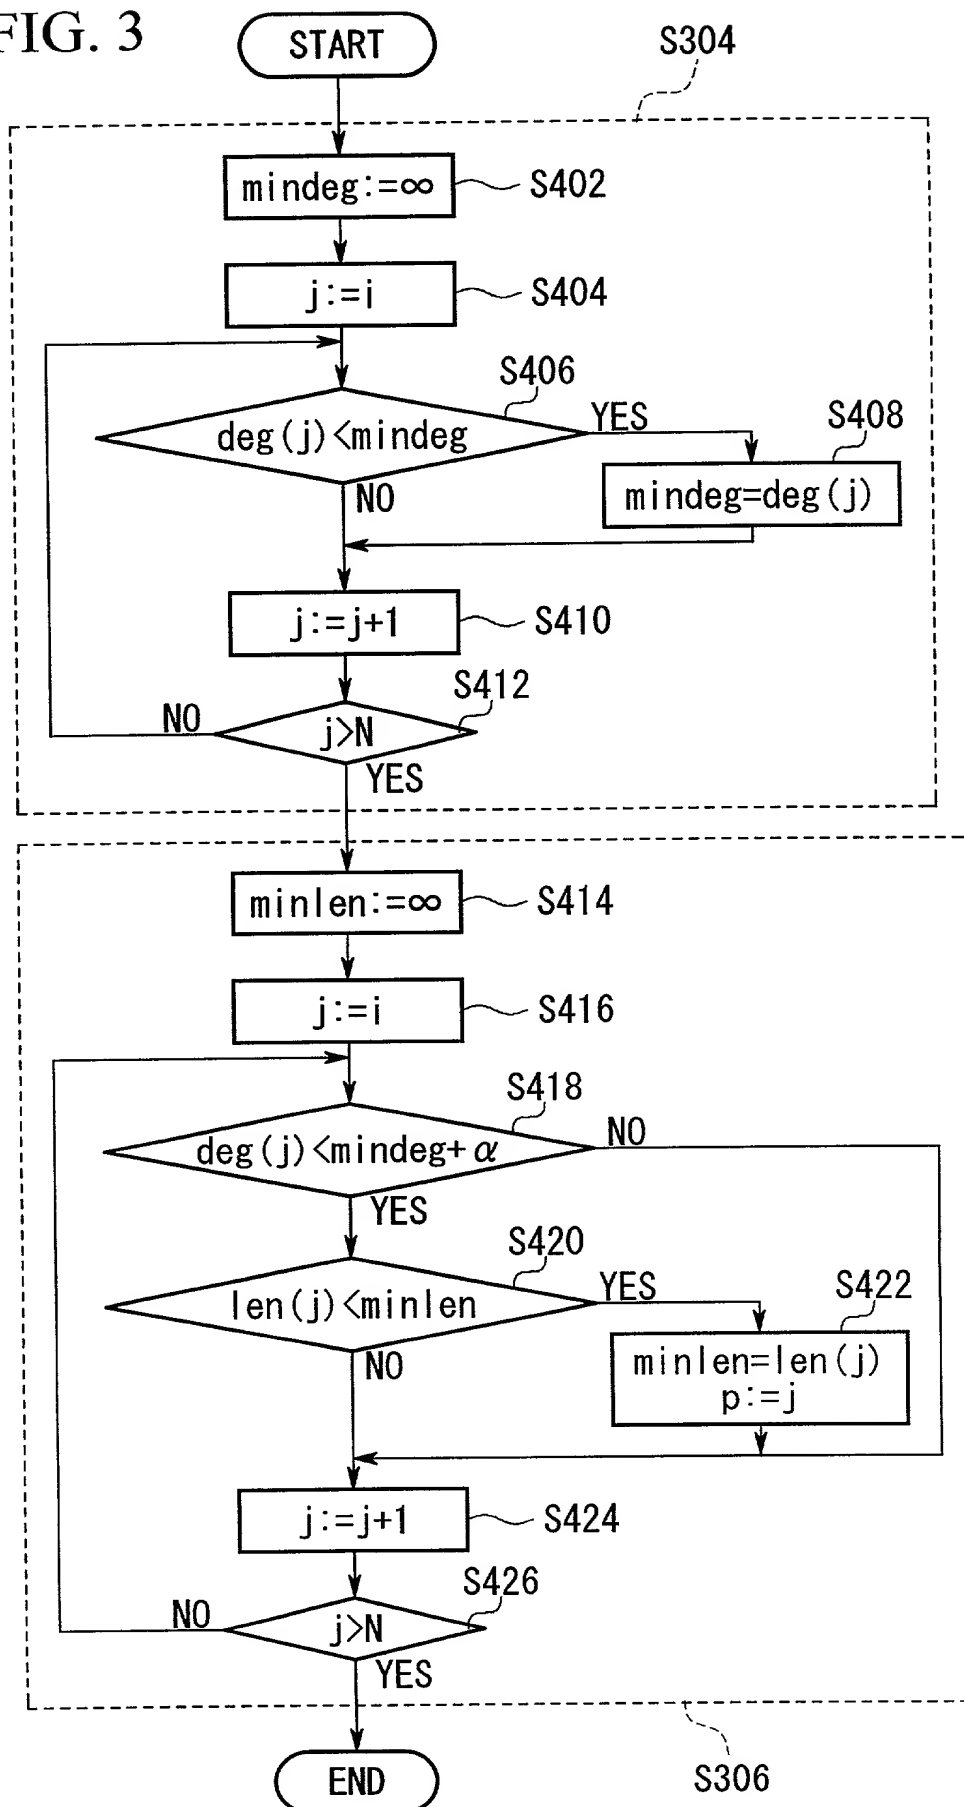 FIG. 3
START
S304
mindeg:=∞
S402
j:=i
S404
S406
deg(j)<mindeg
YES
S408
mindeg=deg(j)
NO
j:=j+1
S410
S412
NO
j>N
YES
minlen:=∞
S414
j:=i
S416
S418
deg(j)<mindeg+α
NO
YES
S420
len(j)<minlen
YES
S422
minlen=len(j)
p:=j
NO
j:=j+1
S424
S426
NO
j>N
YES
END
S306